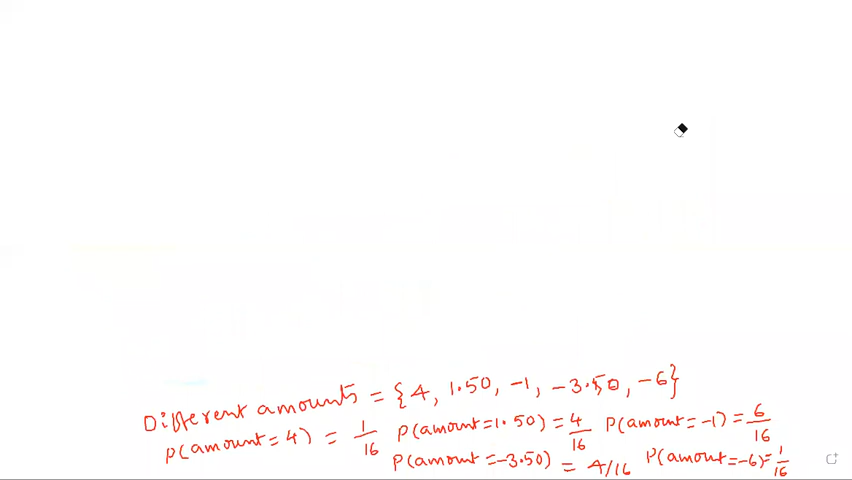 Different amounts = {4, 1.50, -1, -3.50, -6}
P(amount=4) = 1/16 P(amount=1.50) = 4/16 P(amount=-1) = 6/16
P(amount=-3.50) = 4/16 P(amount=-6)=1/16